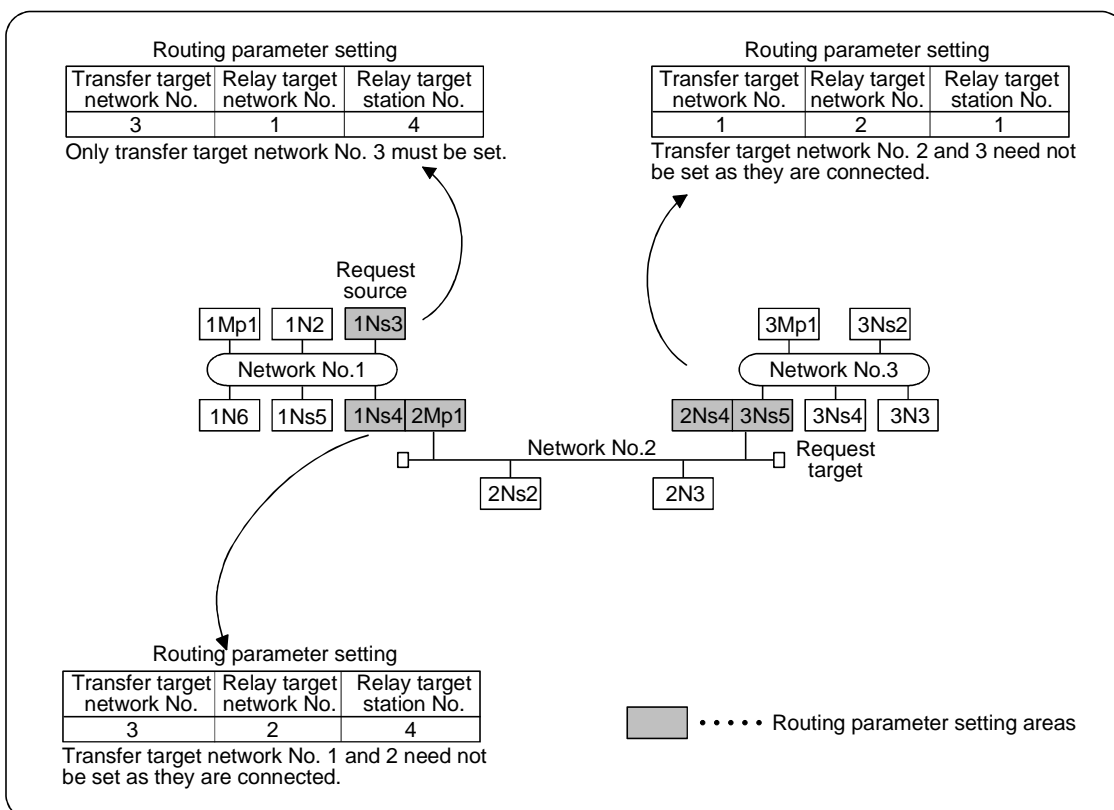 Routing parameter setting
Transfer target network No.
Relay target network No.
Relay target station No.
3
1
4
Only transfer target network No. 3 must be set.
Routing parameter setting
Transfer target network No.
Relay target network No.
Relay target station No.
1
2
1
Transfer target network No. 2 and 3 need not
be set as they are connected.
Request
source
1Mp1
1N2
1Ns3
Network No.1
1N6
1Ns5
1Ns4
2Mp1
3Mp1
3Ns2
Network No.3
2Ns4
3Ns5
3Ns4
3N3
Request
target
Network No.2
2Ns2
2N3
Routing parameter setting
Transfer target network No.
Relay target network No.
Relay target station No.
3
2
4
Transfer target network No. 1 and 2 need not
be set as they are connected.
• • • • • Routing parameter setting areas